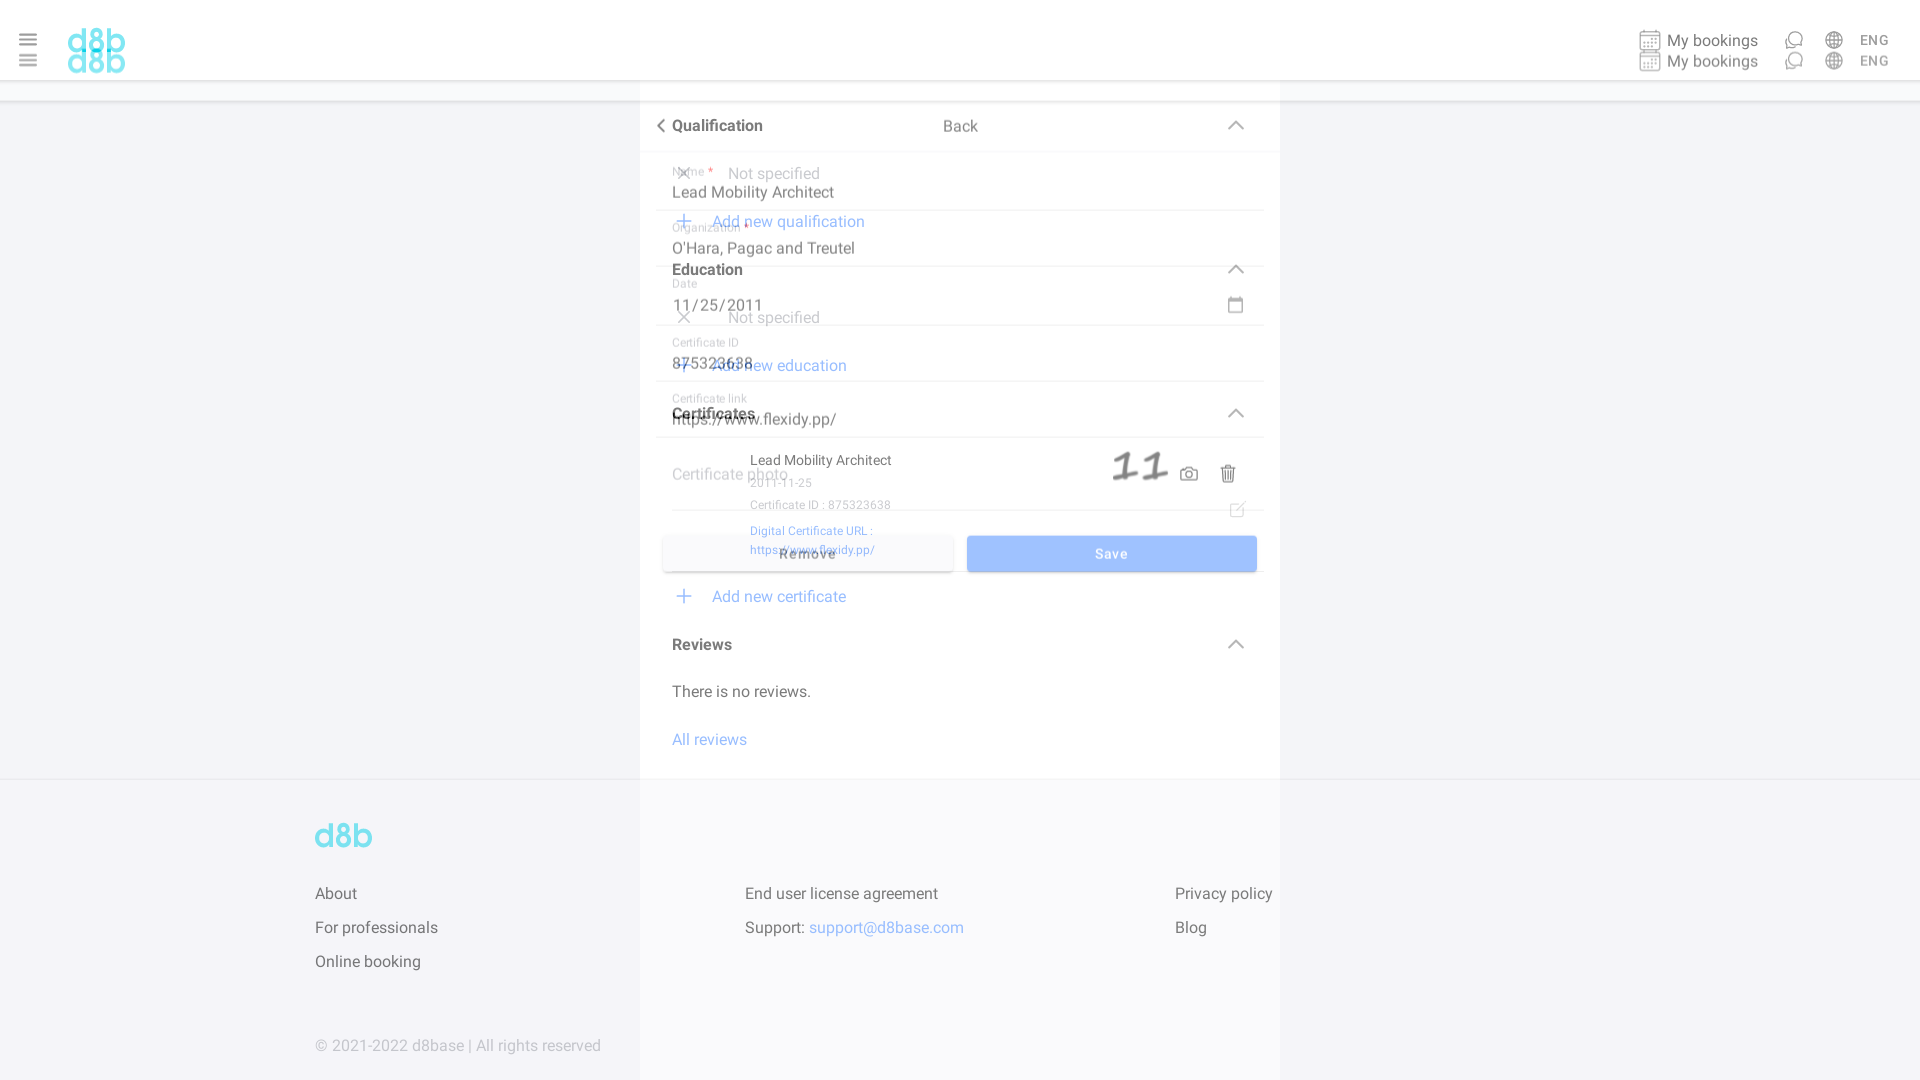 d8b
My bookings
ENG
d8b
My bookings
ENG
Qualification
Back
Name *
Not specified
Lead Mobility Architect
Add new qualification
Organization *
O'Hara, Pagac and Treutel
Education
Date
11/25/2011
Not specified
Certificate ID
875323638
Add new education
Certificate link
Certificates
https://www.flexidy.pp/
Lead Mobility Architect
11
Certificate photo
2011-11-25
Certificate ID : 875323638
Digital Certificate URL :
https://www.flexidy.pp/
Remove
Save
Add new certificate
Reviews
There is no reviews.
All reviews
d8b
About
End user license agreement
Privacy policy
For professionals
Support: support@d8base.com
Blog
Online booking
© 2021-2022 d8base | All rights reserved